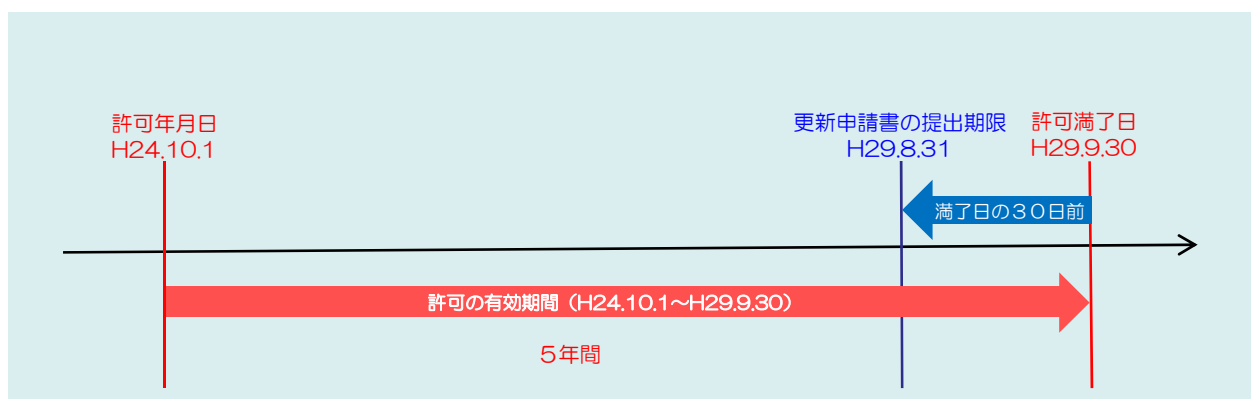 許可年月日
H24.10.1
更新申請書の提出期限
H29.8.31
許可満了日
H29.9.30
満了日の３０日前
許可の有効期間（H24.10.1～H29.9.30）
５年間